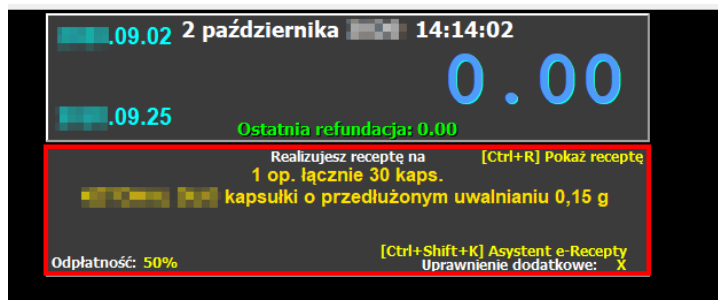 .09.02 2 października 14:14:02
0.00
.09.25
Ostatnia refundacja: 0.00
Realizujesz receptę na [Ctrl+R] Pokaż receptę
1 op. łącznie 30 kaps.
kapsułki o przedłużonym uwalnianiu 0,15 g
[Ctrl+Shift+K] Asystent e-Recepty
Odpłatność: 50% Uprawnienie dodatkowe: X